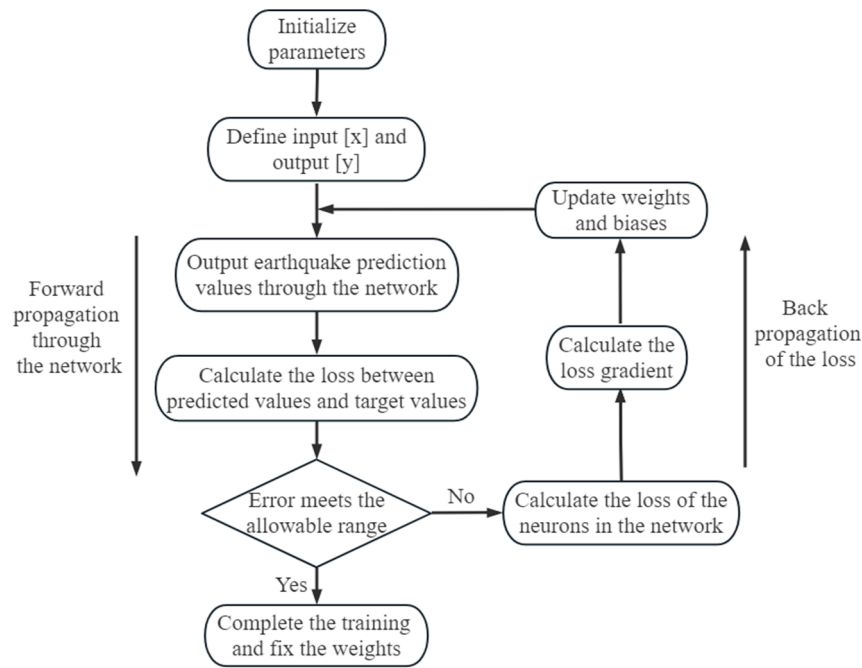 Initialize
parameters
Define input [x] and
output [y]
Update weights
and biases
Output earthquake prediction
values through the network
Forward
propagation
through
the network
Back
propagation
of the loss
Calculate the
loss gradient
Calculate the loss between
predicted values and target values
Error meets the
allowable range
No
Calculate the loss of the
neurons in the network
Yes
Complete the training
and fix the weights